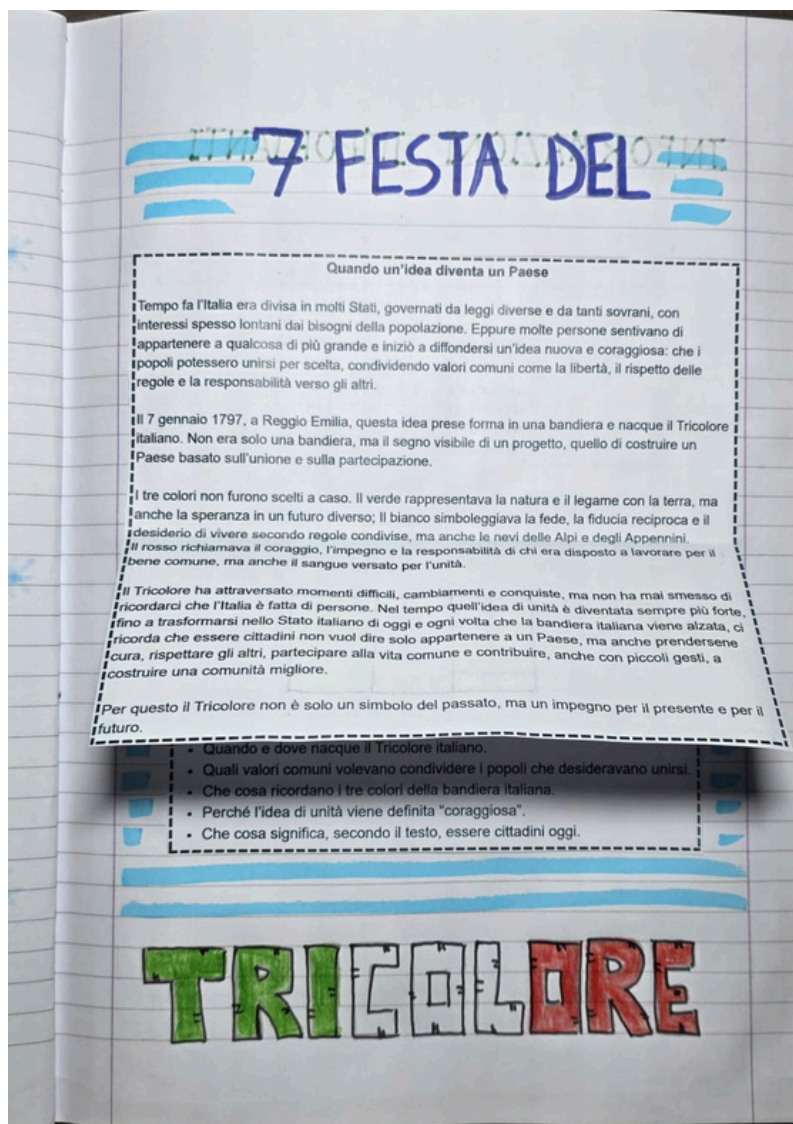 7 FESTA DEL
Quando un'idea diventa un Paese
Tempo fa l'Italia era divisa in molti Stati, governati da leggi diverse e da tanti sovrani, con
interessi spesso lontani dai bisogni della popolazione. Eppure molte persone sentivano di
appartenere a qualcosa di più grande e iniziò a diffondersi un'idea nuova e coraggiosa: che i
popoli potessero unirsi per scelta, condividendo valori comuni come la libertà, il rispetto delle
regole e la responsabilità verso gli altri.
Il 7 gennaio 1797, a Reggio Emilia, questa idea prese forma in una bandiera e nacque il Tricolore
italiano. Non era solo una bandiera, ma il segno visibile di un progetto, quello di costruire un
Paese basato sull'unione e sulla partecipazione.
I tre colori non furono scelti a caso. Il verde rappresentava la natura e il legame con la terra, ma
anche la speranza in un futuro diverso; Il bianco simboleggiava la fede, la fiducia reciproca e il
desiderio di vivere secondo regole condivise, ma anche le nevi delle Alpi e degli Appennini.
Il rosso richiamava il coraggio, l'impegno e la responsabilità di chi era disposto a lavorare per il
bene comune, ma anche il sangue versato per l'unità.
Il Tricolore ha attraversato momenti difficili, cambiamenti e conquiste, ma non ha mai smesso di
ricordarci che l'Italia è fatta di persone. Nel tempo quell'idea di unità è diventata sempre più forte,
fino a trasformarsi nello Stato italiano di oggi e ogni volta che la bandiera italiana viene alzata, ci
ricorda che essere cittadini non vuol dire solo appartenere a un Paese, ma anche prendersene
cura, rispettare gli altri, partecipare alla vita comune e contribuire, anche con piccoli gesti, a
costruire una comunità migliore.
Per questo il Tricolore non è solo un simbolo del passato, ma un impegno per il presente e per il
futuro.
• Quando e dove nacque il Tricolore italiano.
• Quali valori comuni volevano condividere i popoli che desideravano unirsi.
• Che cosa ricordano i tre colori della bandiera italiana.
• Perché l'idea di unità viene definita "coraggiosa".
• Che cosa significa, secondo il testo, essere cittadini oggi.
TRICOLORE